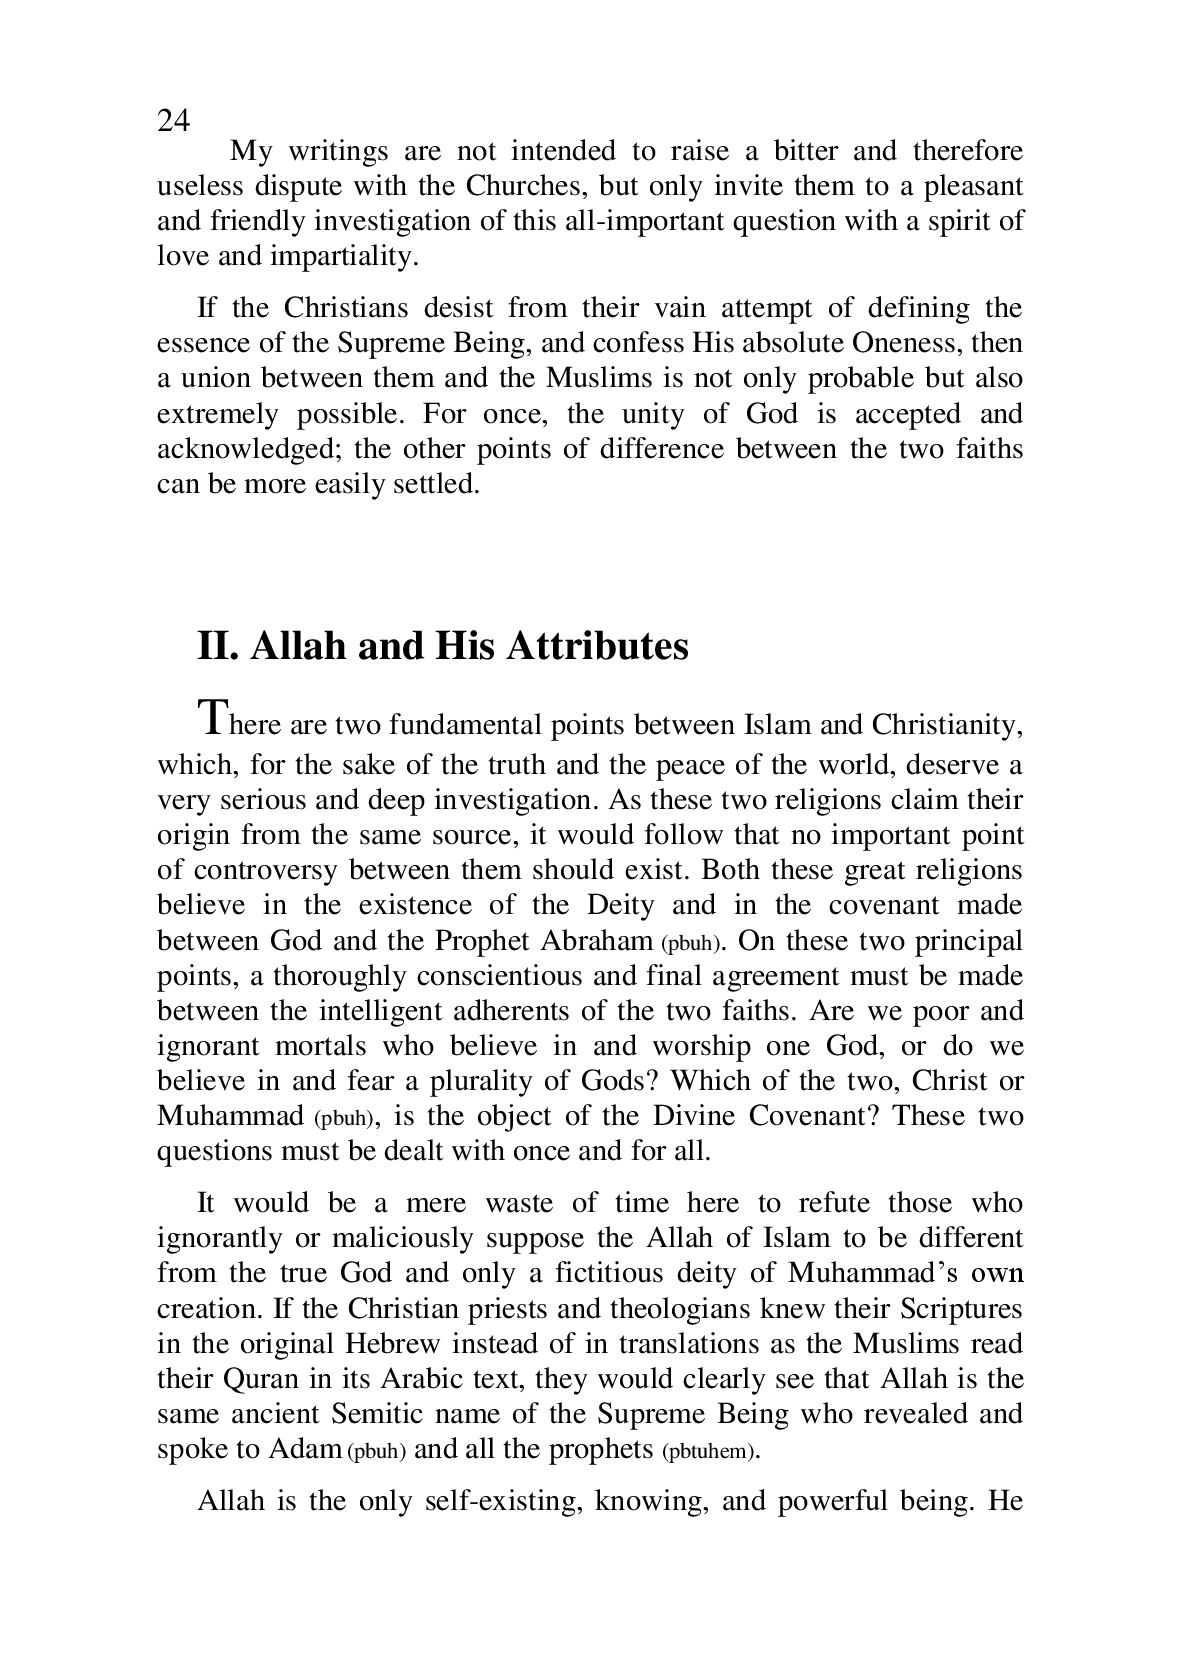 24
My writings are not intended to raise a bitter and therefore
useless dispute with the Churches, but only invite them to a pleasant
and friendly investigation of this all-important question with a spirit of
love and impartiality.
If the Christians desist from their vain attempt of defining the
essence of the Supreme Being, and confess His absolute Oneness, then
a union between them and the Muslims is not only probable but also
extremely possible. For once, the unity of God is accepted and
acknowledged; the other points of difference between the two faiths
can be more easily settled.
II. Allah and His Attributes
There are two fundamental points between Islam and Christianity,
which, for the sake of the truth and the peace of the world, deserve a
very serious and deep investigation. As these two religions claim their
origin from the same source, it would follow that no important point
of controversy between them should exist. Both these great religions
believe in the existence of the Deity and in the covenant made
between God and the Prophet Abraham (pbuh). On these two principal
points, a thoroughly conscientious and final agreement must be made
between the intelligent adherents of the two faiths. Are we poor and
ignorant mortals who believe in and worship one God, or do we
believe in and fear a plurality of Gods? Which of the two, Christ or
Muhammad (pbuh), is the object of the Divine Covenant? These two
questions must be dealt with once and for all.
It would be a mere waste of time here to refute those who
ignorantly or maliciously suppose the Allah of Islam to be different
from the true God and only a fictitious deity of Muhammad’s own
creation. If the Christian priests and theologians knew their Scriptures
in the original Hebrew instead of in translations as the Muslims read
their Quran in its Arabic text, they would clearly see that Allah is the
same ancient Semitic name of the Supreme Being who revealed and
spoke to Adam (pbuh) and all the prophets (pbtuhem).
Allah is the only self-existing, knowing, and powerful being. He